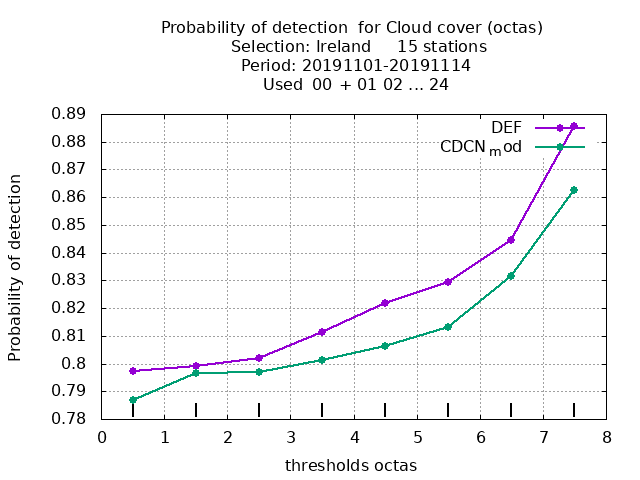 Probability of detection  for Cloud cover (octas)
Selection: Ireland     15 stations
Period: 20191101-20191114
Used  00  + 01 02 ... 24
0.89
0.88
0.87
0.86
0.85
0.84
0.83
0.82
0.81
0.8
0.79
0.78
Probability of detection
DEF
CDCNmod
0 1 2 3 4 5 6 7 8
thresholds octas